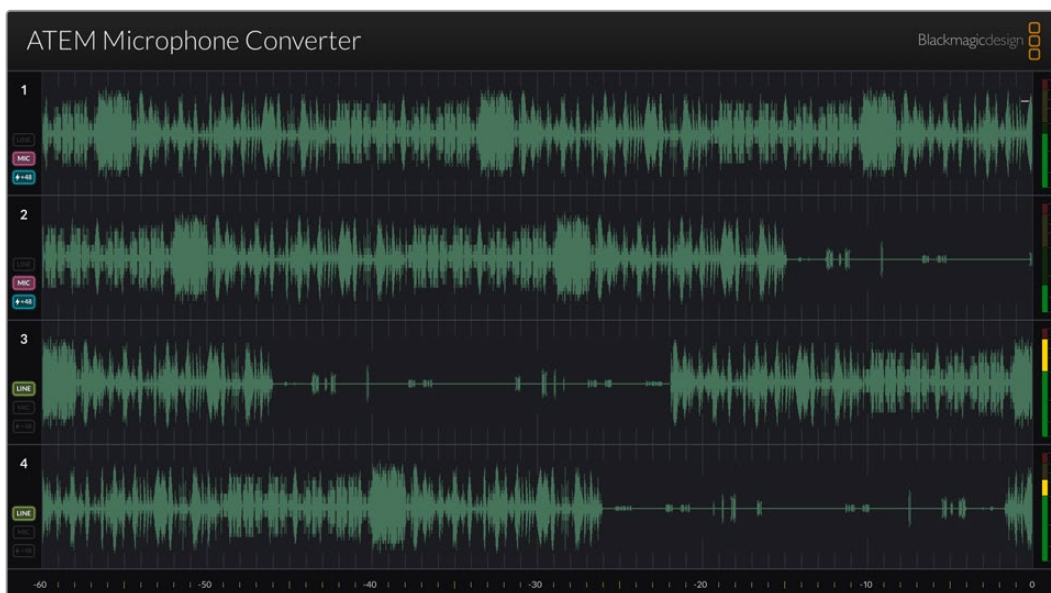 ATEM Microphone Converter
Blackmagicdesign
1
LINE
MIC
+48
2
LINE
MIC
+48
3
LINE
MIC
+48
4
LINE
MIC
+48
-60 -50 -40 -30 -20 -10 0